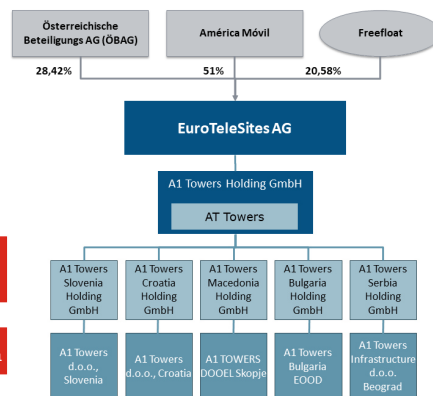 Österreichische
Beteiligungs AG (ÖBAG)
América Móvil
Freefloat
28,42%
51%
20,58%
EuroTeleSites AG
A1 Towers Holding GmbH
AT Towers
A1 Towers
Slovenia
Holding
GmbH
A1 Towers
Croatia
Holding
GmbH
A1 Towers
Macedonia
Holding
GmbH
A1 Towers
Bulgaria
Holding
GmbH
A1 Towers
Serbia
Holding
GmbH
A1 Towers
d.o.o.,
Slovenia
A1 Towers
d.o.o., Croatia
A1 TOWERS
DOOEL Skopje
A1 Towers
Bulgaria
EOOD
A1 Towers
Infrastructure
d.o.o.
Beograd